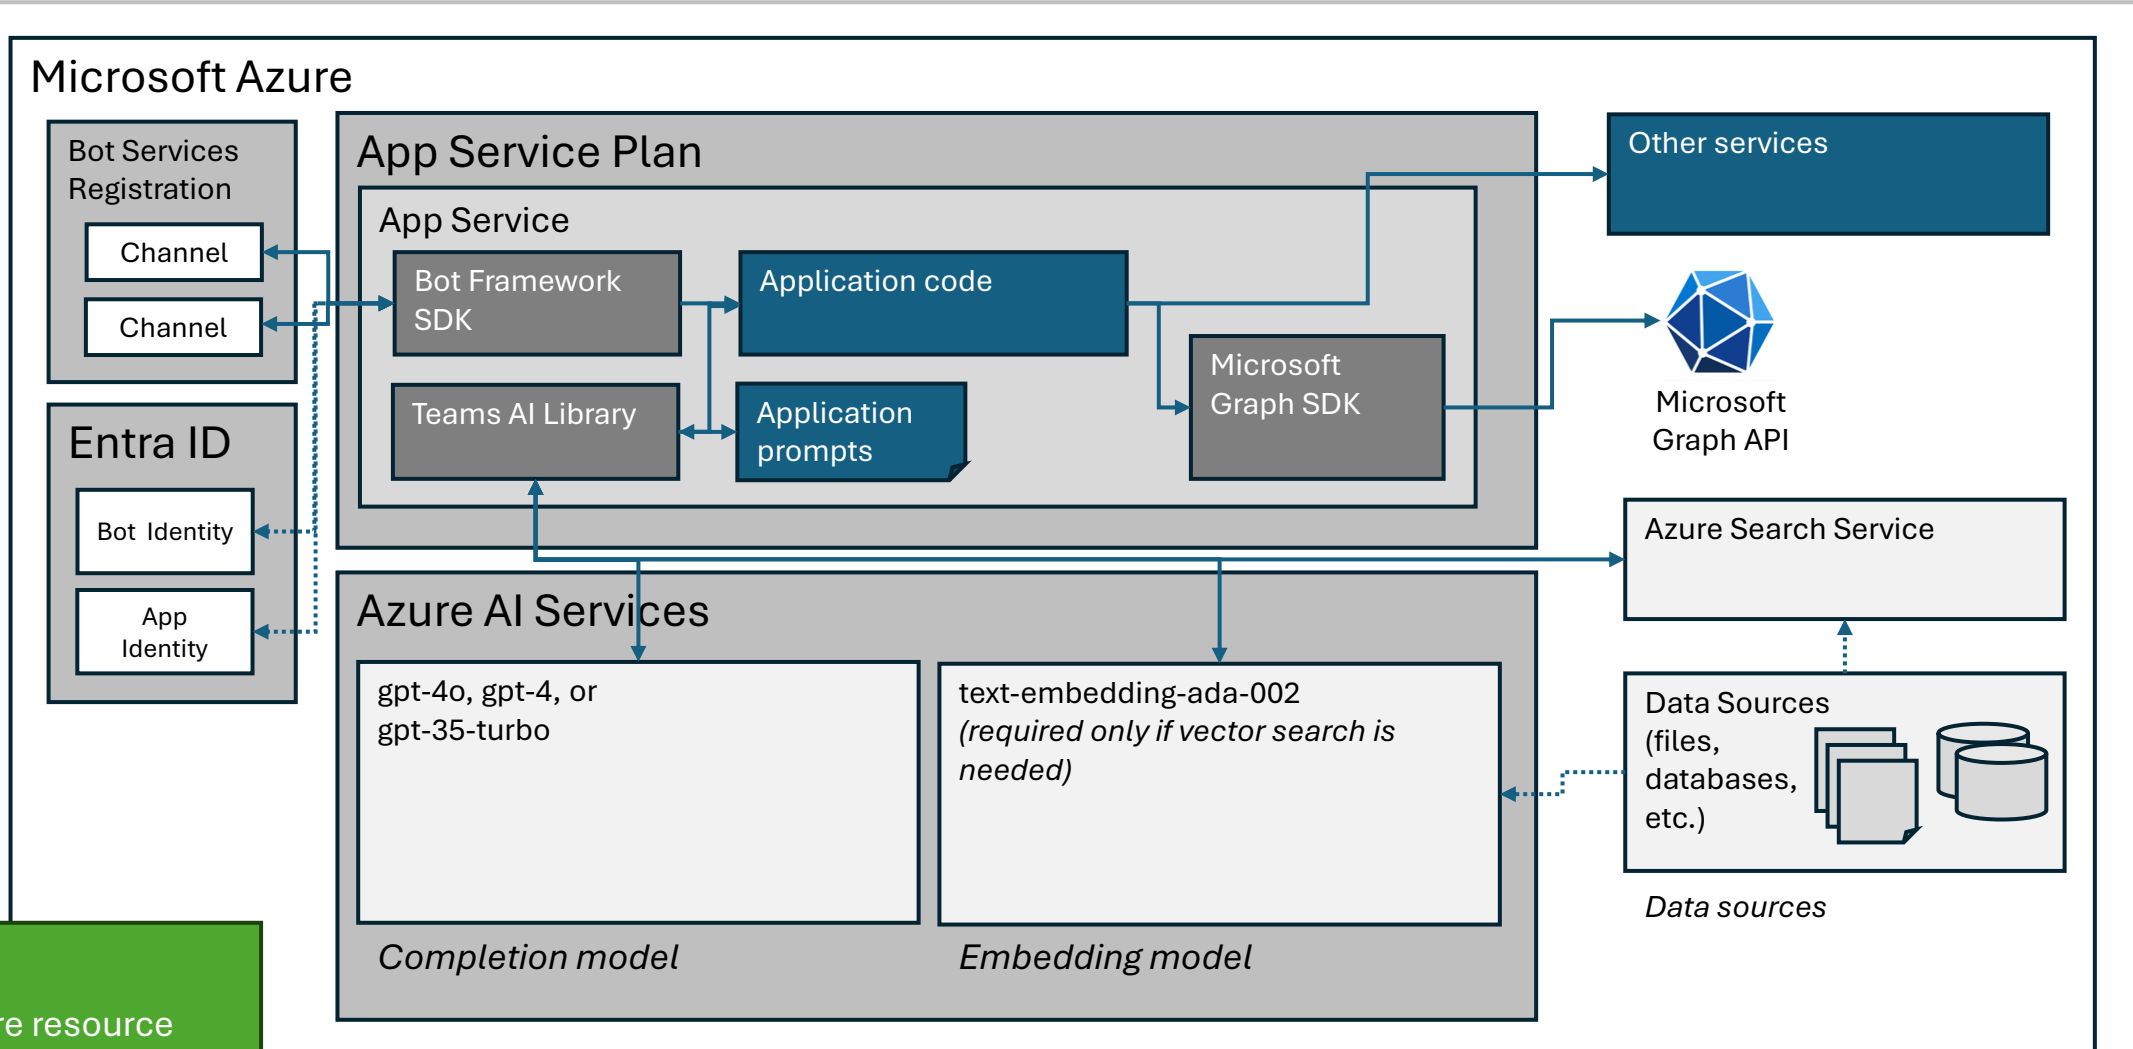 Microsoft Azure
Bot Services
Registration
Channel
Channel
Entra ID
Bot Identity
App
Identity
App Service Plan
App Service
Bot Framework
SDK
Application code
Teams AI Library
Application
prompts
Microsoft
Graph SDK
Other services
Microsoft
Graph API
Azure Search Service
Azure AI Services
gpt-4o, gpt-4, or
gpt-35-turbo
Completion model
text-embedding-ada-002
(required only if vector search is
needed)
Embedding model
Data Sources
(files,
databases,
etc.)
Data sources
resource